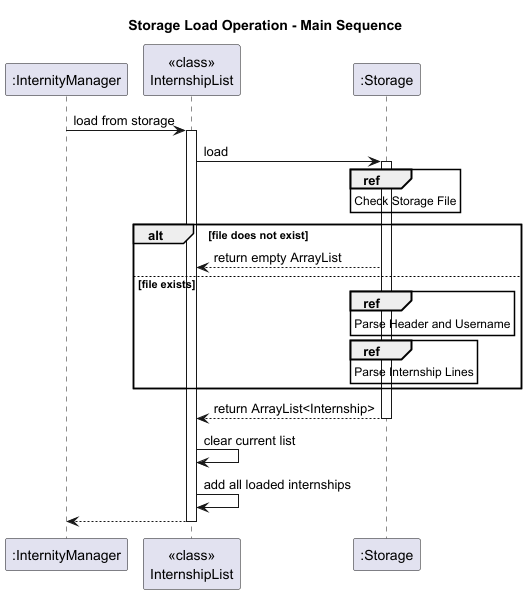 Storage Load Operation - Main Sequence
:InternityManager
«class»
InternshipList
:Storage
load from storage
load
ref
Check Storage File
alt
[file does not exist]
return empty ArrayList
[file exists]
ref
Parse Header and Username
ref
Parse Internship Lines
return ArrayList<Internship>
clear current list
add all loaded internships
:InternityManager
«class»
InternshipList
:Storage